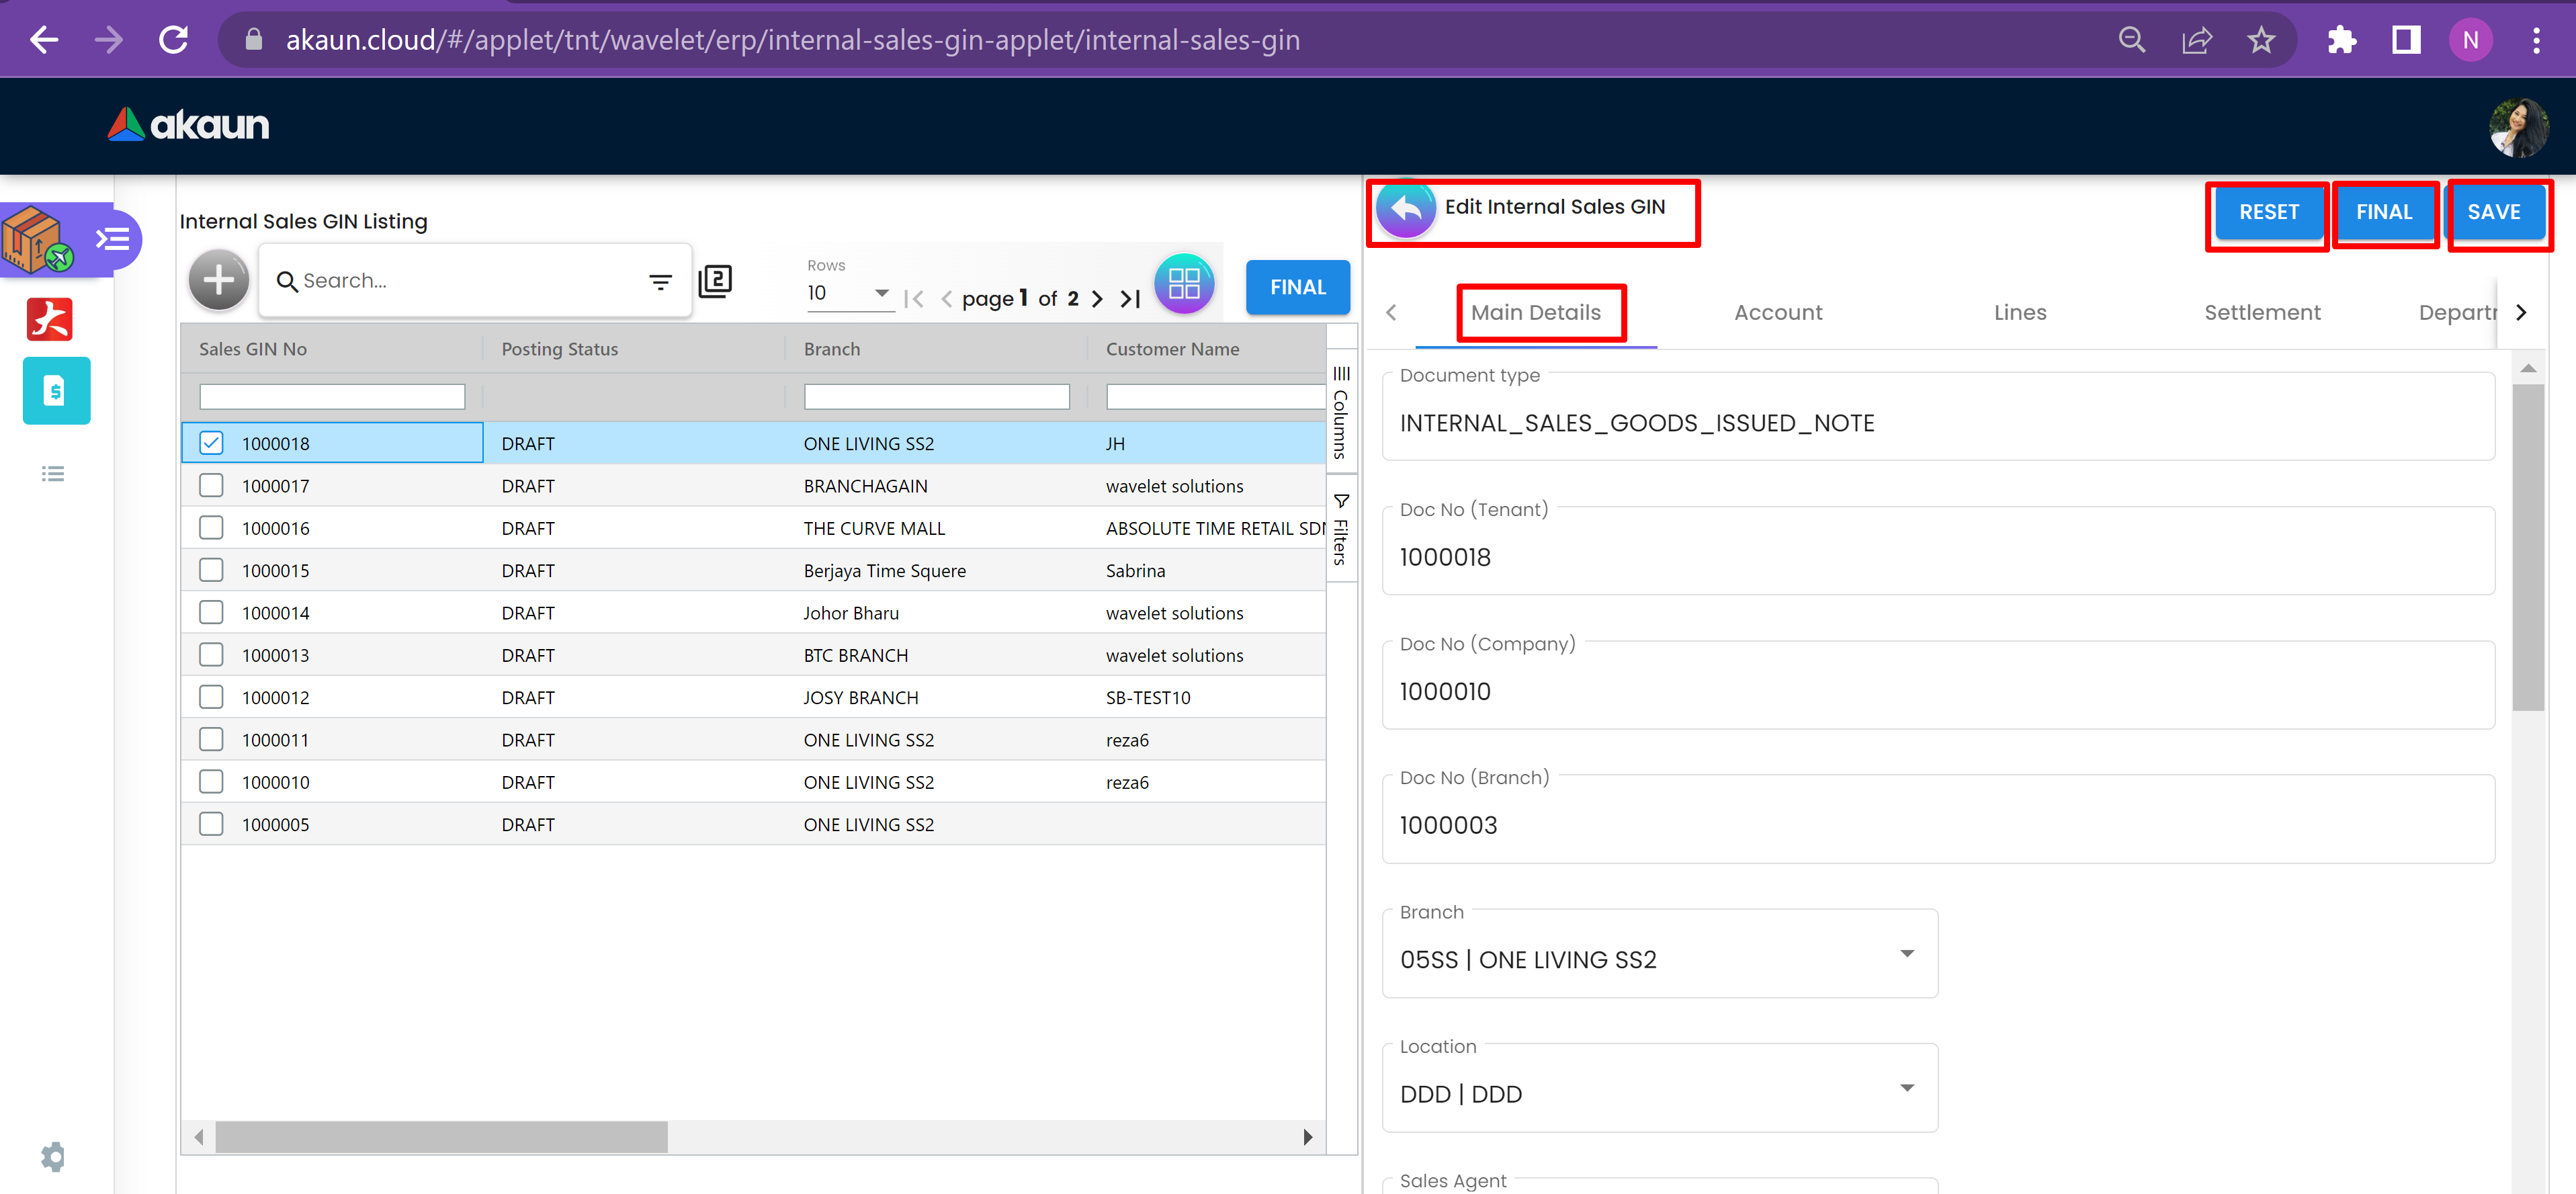 akaun.cloud/#/applet/tnt/wavelet/erp/internal-sales-gin-applet/internal-sales-gin
N
akaun
Internal Sales GIN Listing
Search...
2
Rows
10
page 1 of 2
FINAL
Sales GIN No Posting Status Branch Customer Name
1000018 DRAFT ONE LIVING SS2 JH
1000017 DRAFT BRANCHAGAIN wavelet solutions
1000016 DRAFT THE CURVE MALL ABSOLUTE TIME RETAIL SDN
1000015 DRAFT Berjaya Time Squere Sabrina
1000014 DRAFT Johor Bharu wavelet solutions
1000013 DRAFT BTC BRANCH wavelet solutions
1000012 DRAFT JOSY BRANCH SB-TEST10
1000011 DRAFT ONE LIVING SS2 reza6
1000010 DRAFT ONE LIVING SS2 reza6
1000005 DRAFT ONE LIVING SS2
Columns
Filters
Edit Internal Sales GIN
RESET FINAL SAVE
Main Details Account Lines Settlement Departr
Document type
INTERNAL_SALES_GOODS_ISSUED_NOTE
Doc No (Tenant)
1000018
Doc No (Company)
1000010
Doc No (Branch)
1000003
Branch
05SS | ONE LIVING SS2
Location
DDD | DDD
Sales Agent